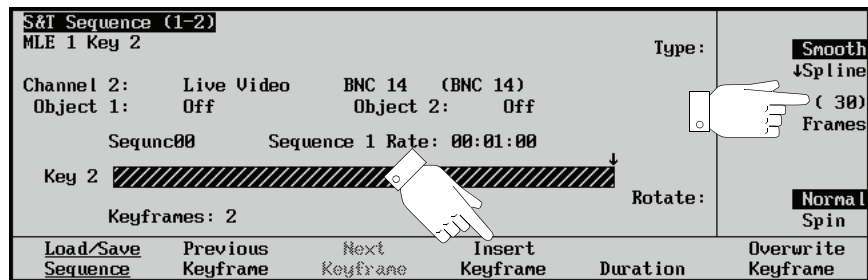 S&T Sequence (1-2)
MLE 1 Key 2
Type: Smooth
↓Spline
Channel 2: Live Video BNC 14 (BNC 14)
Object 1: Off Object 2: Off
( 30)
Frames
Sequnc00 Sequence 1 Rate: 00:01:00
↓
Key 2
Rotate: Normal
Spin
Keyframes: 2
Load/Save Sequence
Previous Keyframe
Next Keyframe
Insert Keyframe
Duration
Overwrite Keyframe